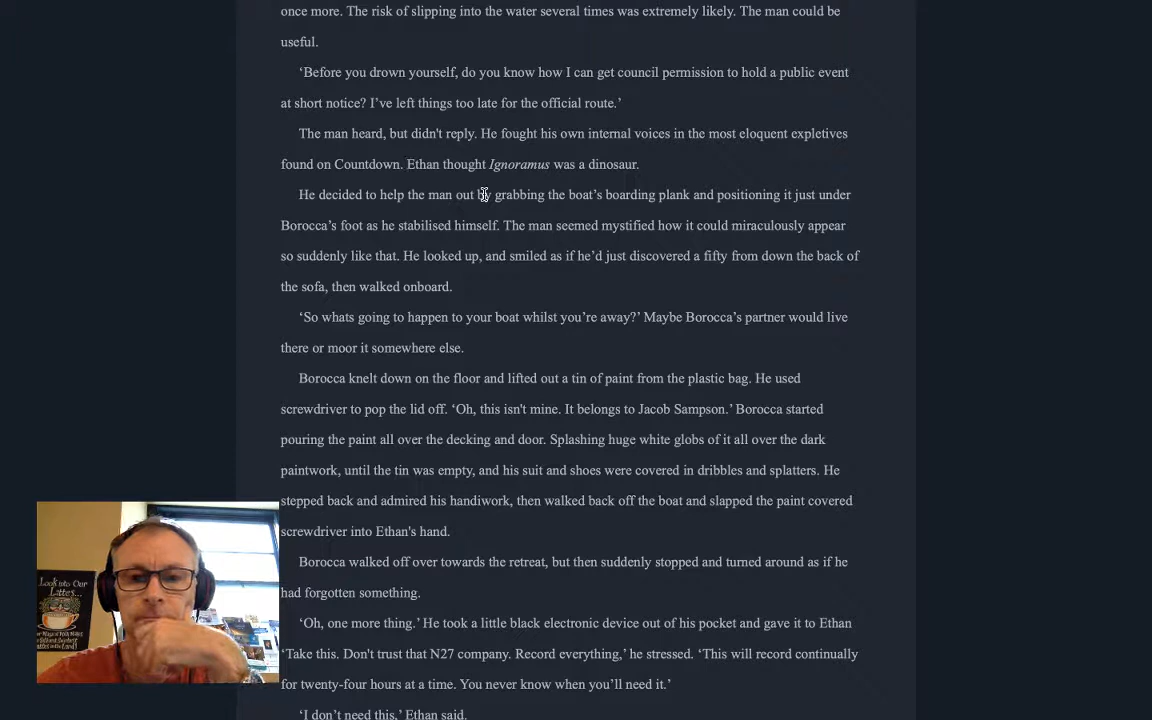 once more. The risk of slipping into the water several times was extremely likely. The man could be
useful.
‘Before you drown yourself, do you know how I can get council permission to hold a public event
at short notice? I’ve left things too late for the official route.’
The man heard, but didn't reply. He fought his own internal voices in the most eloquent expletives
found on Countdown. Ethan thought Ignoramus was a dinosaur.
He decided to help the man out by grabbing the boat’s boarding plank and positioning it just under
Borocca’s foot as he stabilised himself. The man seemed mystified how it could miraculously appear
so suddenly like that. He looked up, and smiled as if he’d just discovered a fifty from down the back of
the sofa, then walked onboard.
‘So whats going to happen to your boat whilst you’re away?’ Maybe Borocca’s partner would live
there or moor it somewhere else.
Borocca knelt down on the floor and lifted out a tin of paint from the plastic bag. He used
screwdriver to pop the lid off. ‘Oh, this isn't mine. It belongs to Jacob Sampson.’ Borocca started
pouring the paint all over the decking and door. Splashing huge white globs of it all over the dark
paintwork, until the tin was empty, and his suit and shoes were covered in dribbles and splatters. He
stepped back and admired his handiwork, then walked back off the boat and slapped the paint covered
screwdriver into Ethan's hand.
Borocca walked off over towards the retreat, but then suddenly stopped and turned around as if he
had forgotten something.
‘Oh, one more thing.’ He took a little black electronic device out of his pocket and gave it to Ethan
‘Take this. Don't trust that N27 company. Record everything,’ he stressed. ‘This will record continually
for twenty-four hours at a time. You never know when you’ll need it.’
‘I don’t need this,’ Ethan said.
Look into Our
Lattes...